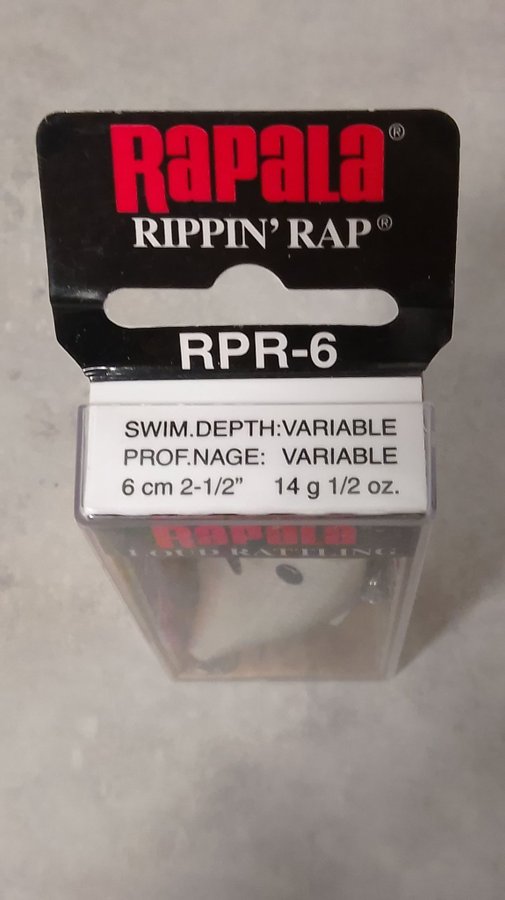 RAPALA®
RIPPIN' RAP®
RPR-6
SWIM.DEPTH:VARIABLE
PROF.NAGE: VARIABLE
6 cm 2-1/2” 14 g 1/2 oz.
RAPALA
LOUD RATTLING